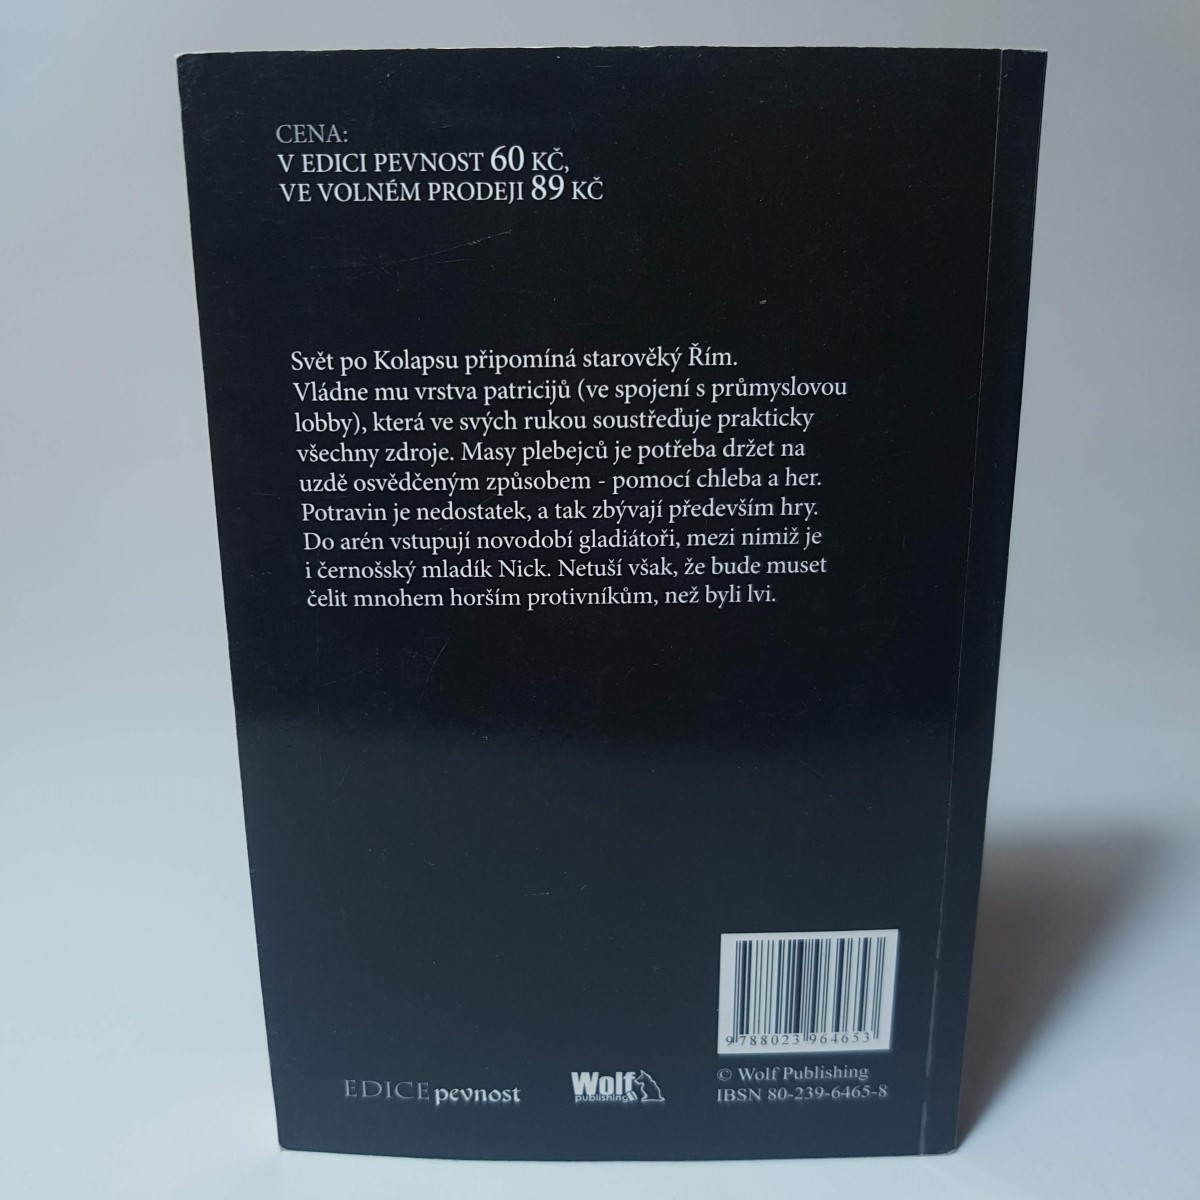 CENA:
V EDICI PEVNOST 60 KČ,
VE VOLNÉM PRODEJI 89 KČ
Svět po Kolapsu připomíná starověký Řím.
Vládne mu vrstva patricijů (ve spojení s průmyslovou
lobby), která ve svých rukou soustřeďuje prakticky
všechny zdroje. Masy plebejců je potřeba držet na
uzdě osvědčeným způsobem - pomocí chleba a her.
Potravin je nedostatek, a tak zbývají především hry.
Do arén vstupují novodobí gladiátoři, mezi nimiž je
i černošský mladík Nick. Netuší však, že bude muset
čelit mnohem horším protivníkům, než byli lvi.
9 788023 964653
© Wolf Publishing
IBSN 80-239-6465-8
EDICE pevnost
Wolf
publishing